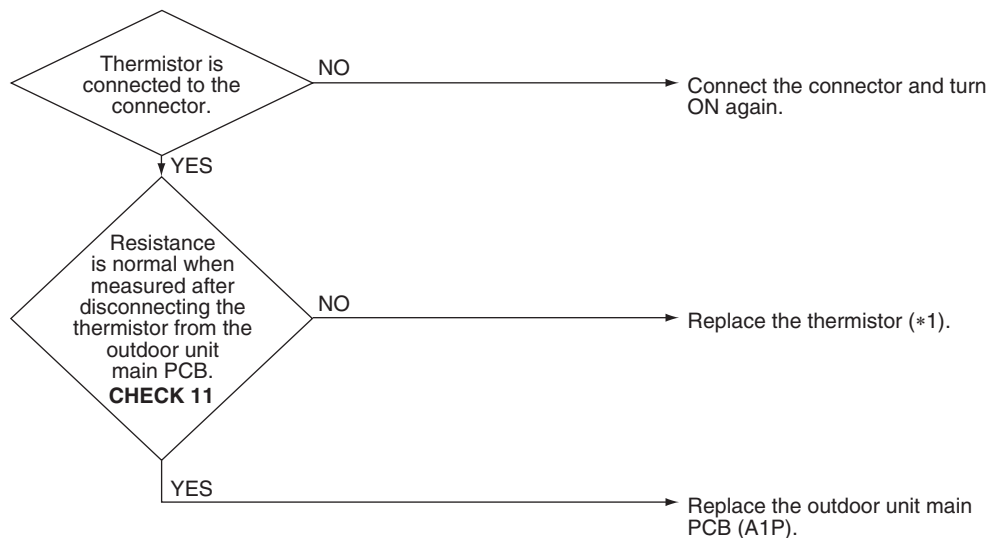 Thermistor is
connected to the
connector.
NO
Connect the connector and turn
ON again.
YES
Resistance
is normal when
measured after
disconnecting the
thermistor from the
outdoor unit
main PCB.
CHECK 11
NO
Replace the thermistor (∗1).
YES
Replace the outdoor unit main
PCB (A1P).